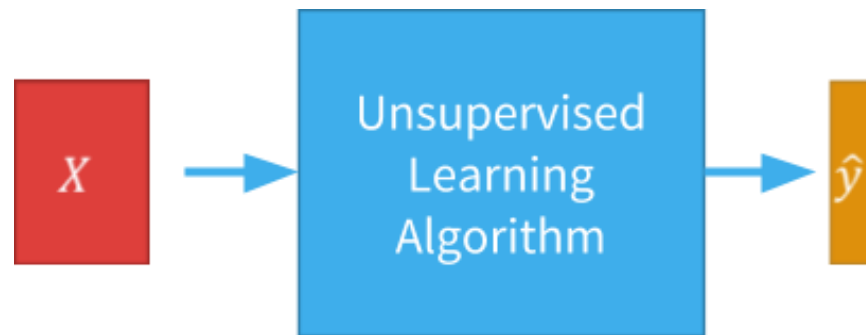 X
Unsupervised
Learning
Algorithm
ŷ